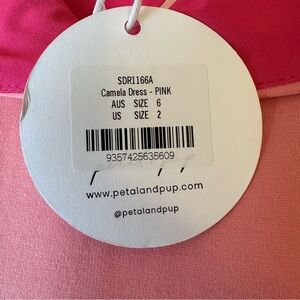 SDR1166A
Camela Dress - PINK
AUS SIZE 6
US SIZE 2
9357425635609
www.petalandpup.com
@petalandpup